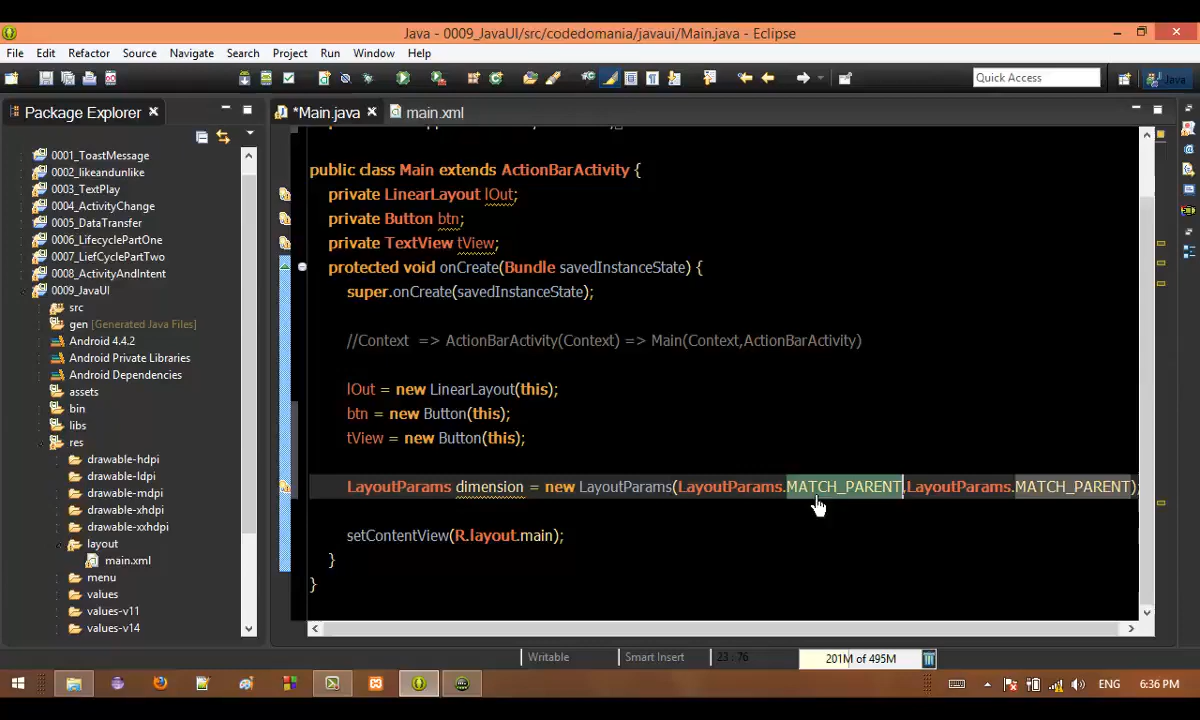 Java - 0009_JavaUI/src/codedomania/javaui/Main.java - Eclipse
File Edit Refactor Source Navigate Search Project Run Window Help
Quick Access
Java
Package Explorer
*Main.java
main.xml
0001_ToastMessage
0002_likeandunlike
0003_TextPlay
0004_ActivityChange
0005_DataTransfer
0006_LifecyclePartOne
0007_LiefCyclePartTwo
0008_ActivityAndIntent
0009_JavaUI
src
gen [Generated Java Files]
Android 4.4.2
Android Private Libraries
Android Dependencies
assets
bin
libs
res
drawable-hdpi
drawable-ldpi
drawable-mdpi
drawable-xhdpi
drawable-xxhdpi
layout
main.xml
menu
values
values-v11
values-v14
public class Main extends ActionBarActivity {
private LinearLayout lOut;
private Button btn;
private TextView tView;
protected void onCreate(Bundle savedInstanceState) {
super.onCreate(savedInstanceState);
//Context => ActionBarActivity(Context) => Main(Context,ActionBarActivity)
lOut = new LinearLayout(this);
btn = new Button(this);
tView = new Button(this);
LayoutParams dimension = new LayoutParams(LayoutParams.MATCH_PARENT,LayoutParams.MATCH_PARENT);
setContentView(R.layout.main);
}
}
Writable
Smart Insert
23 : 76
201M of 495M
ENG
6:36 PM